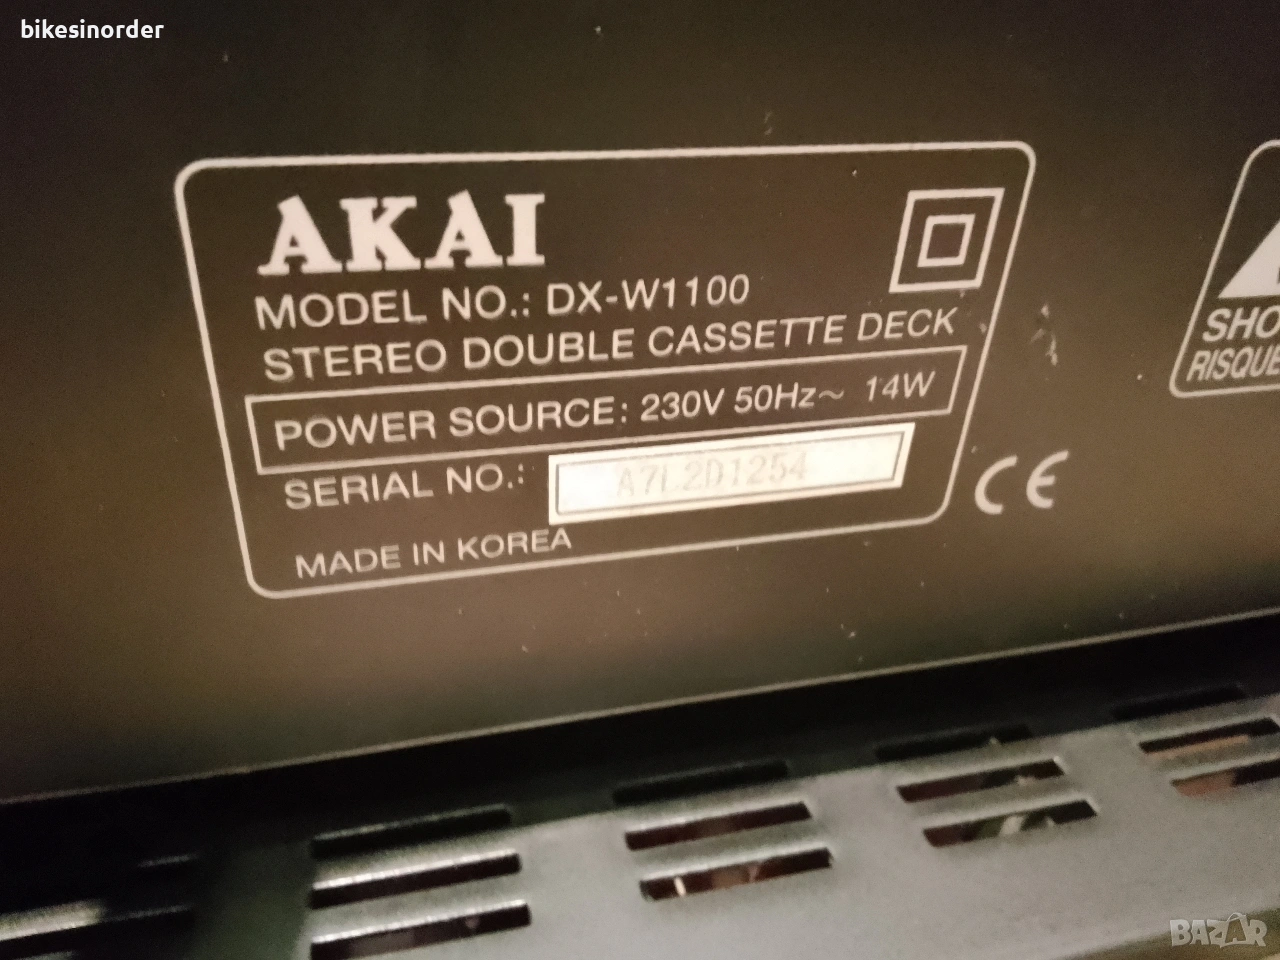 bikesinorder
AKAI
MODEL NO.: DX-W1100
STEREO DOUBLE CASSETTE DECK
POWER SOURCE: 230V 50Hz~ 14W
SERIAL NO.: A7L2D1254
MADE IN KOREA
CE
SHO
RISQUE
BAZAR